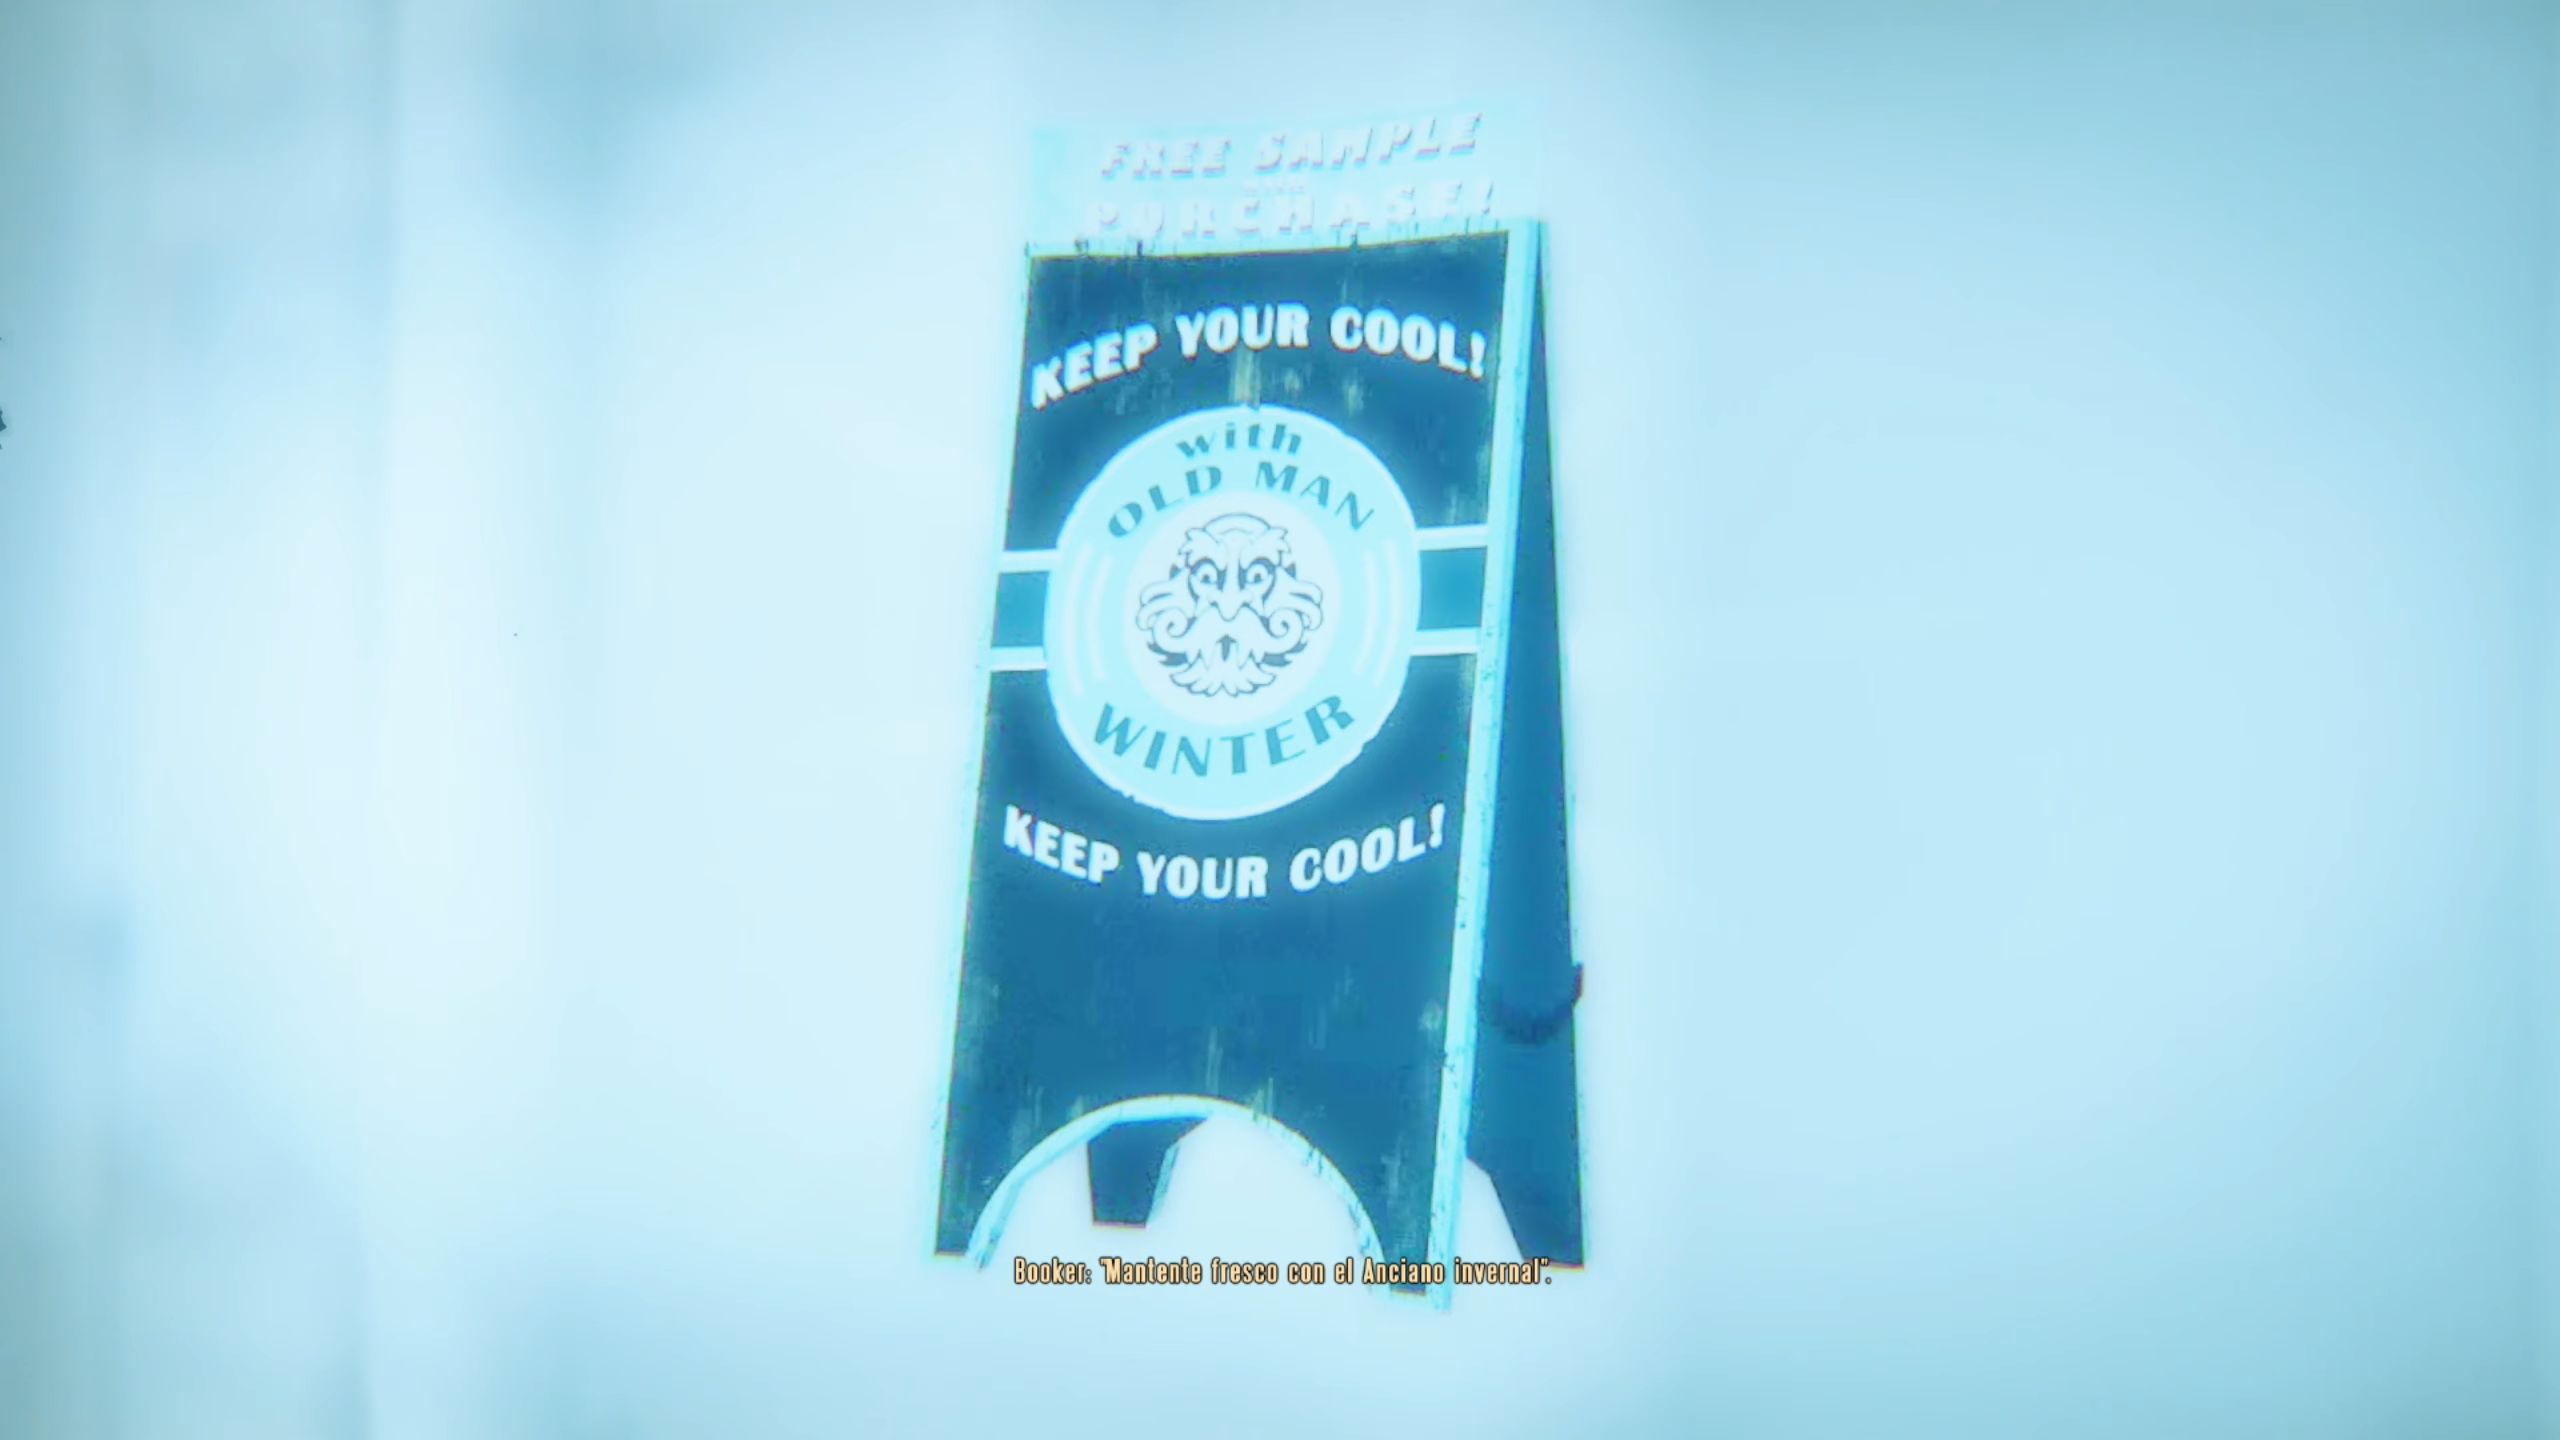 FREE SAMPLE
WITH
PURCHASE!
KEEP YOUR COOL!
with
OLD MAN
WINTER
KEEP YOUR COOL!
Booker: "Mantente fresco con el Anciano invernal".